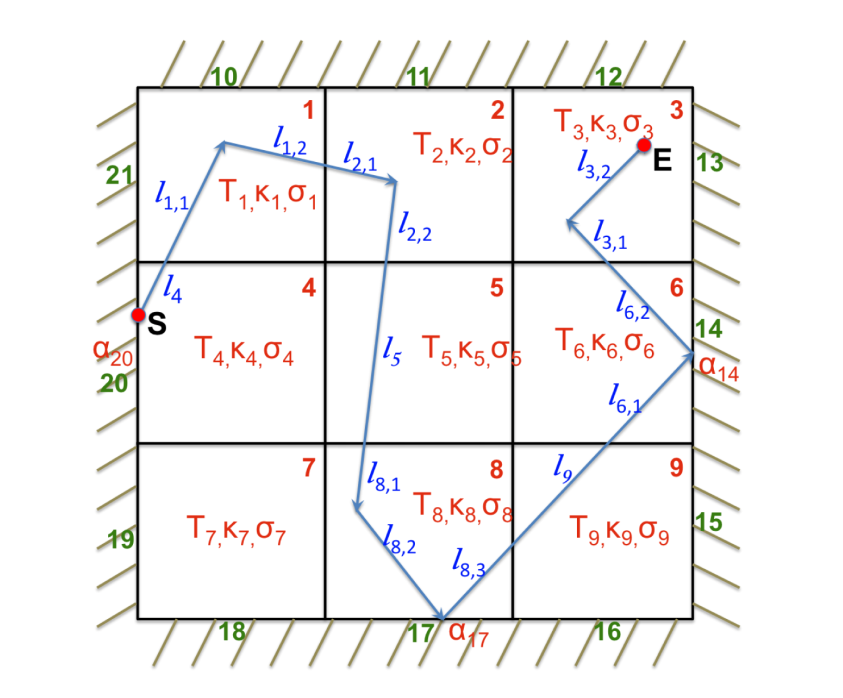 10 11 12
1 2 3
T1,κ1,σ1
T2,κ2,σ2
T3,κ3,σ3
E
13
21
l1,1
l1,2
l2,1
l2,2
l3,2
l3,1
l4
S
4 5 6
α20
20
T4,κ4,σ4
l5
T5,κ5,σ5
T6,κ6,σ6
l6,2
14
α14
l6,1
7 8 9
l8,1
l9
T7,κ7,σ7
T8,κ8,σ8
T9,κ9,σ9
19
15
l8,2
l8,3
18 17 α17 16